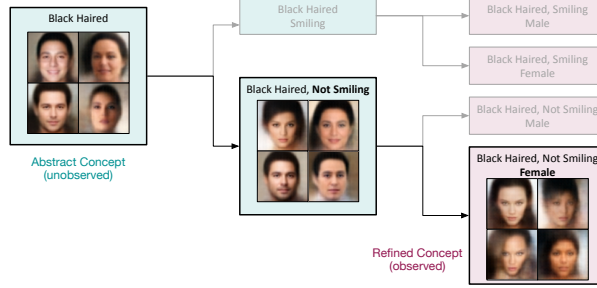 Black Haired
Abstract Concept
(unobserved)
Black Haired
Smiling
Black Haired, Not Smiling
Black Haired, Smiling
Male
Black Haired, Smiling
Female
Black Haired, Not Smiling
Male
Black Haired, Not Smiling
Female
Refined Concept
(observed)